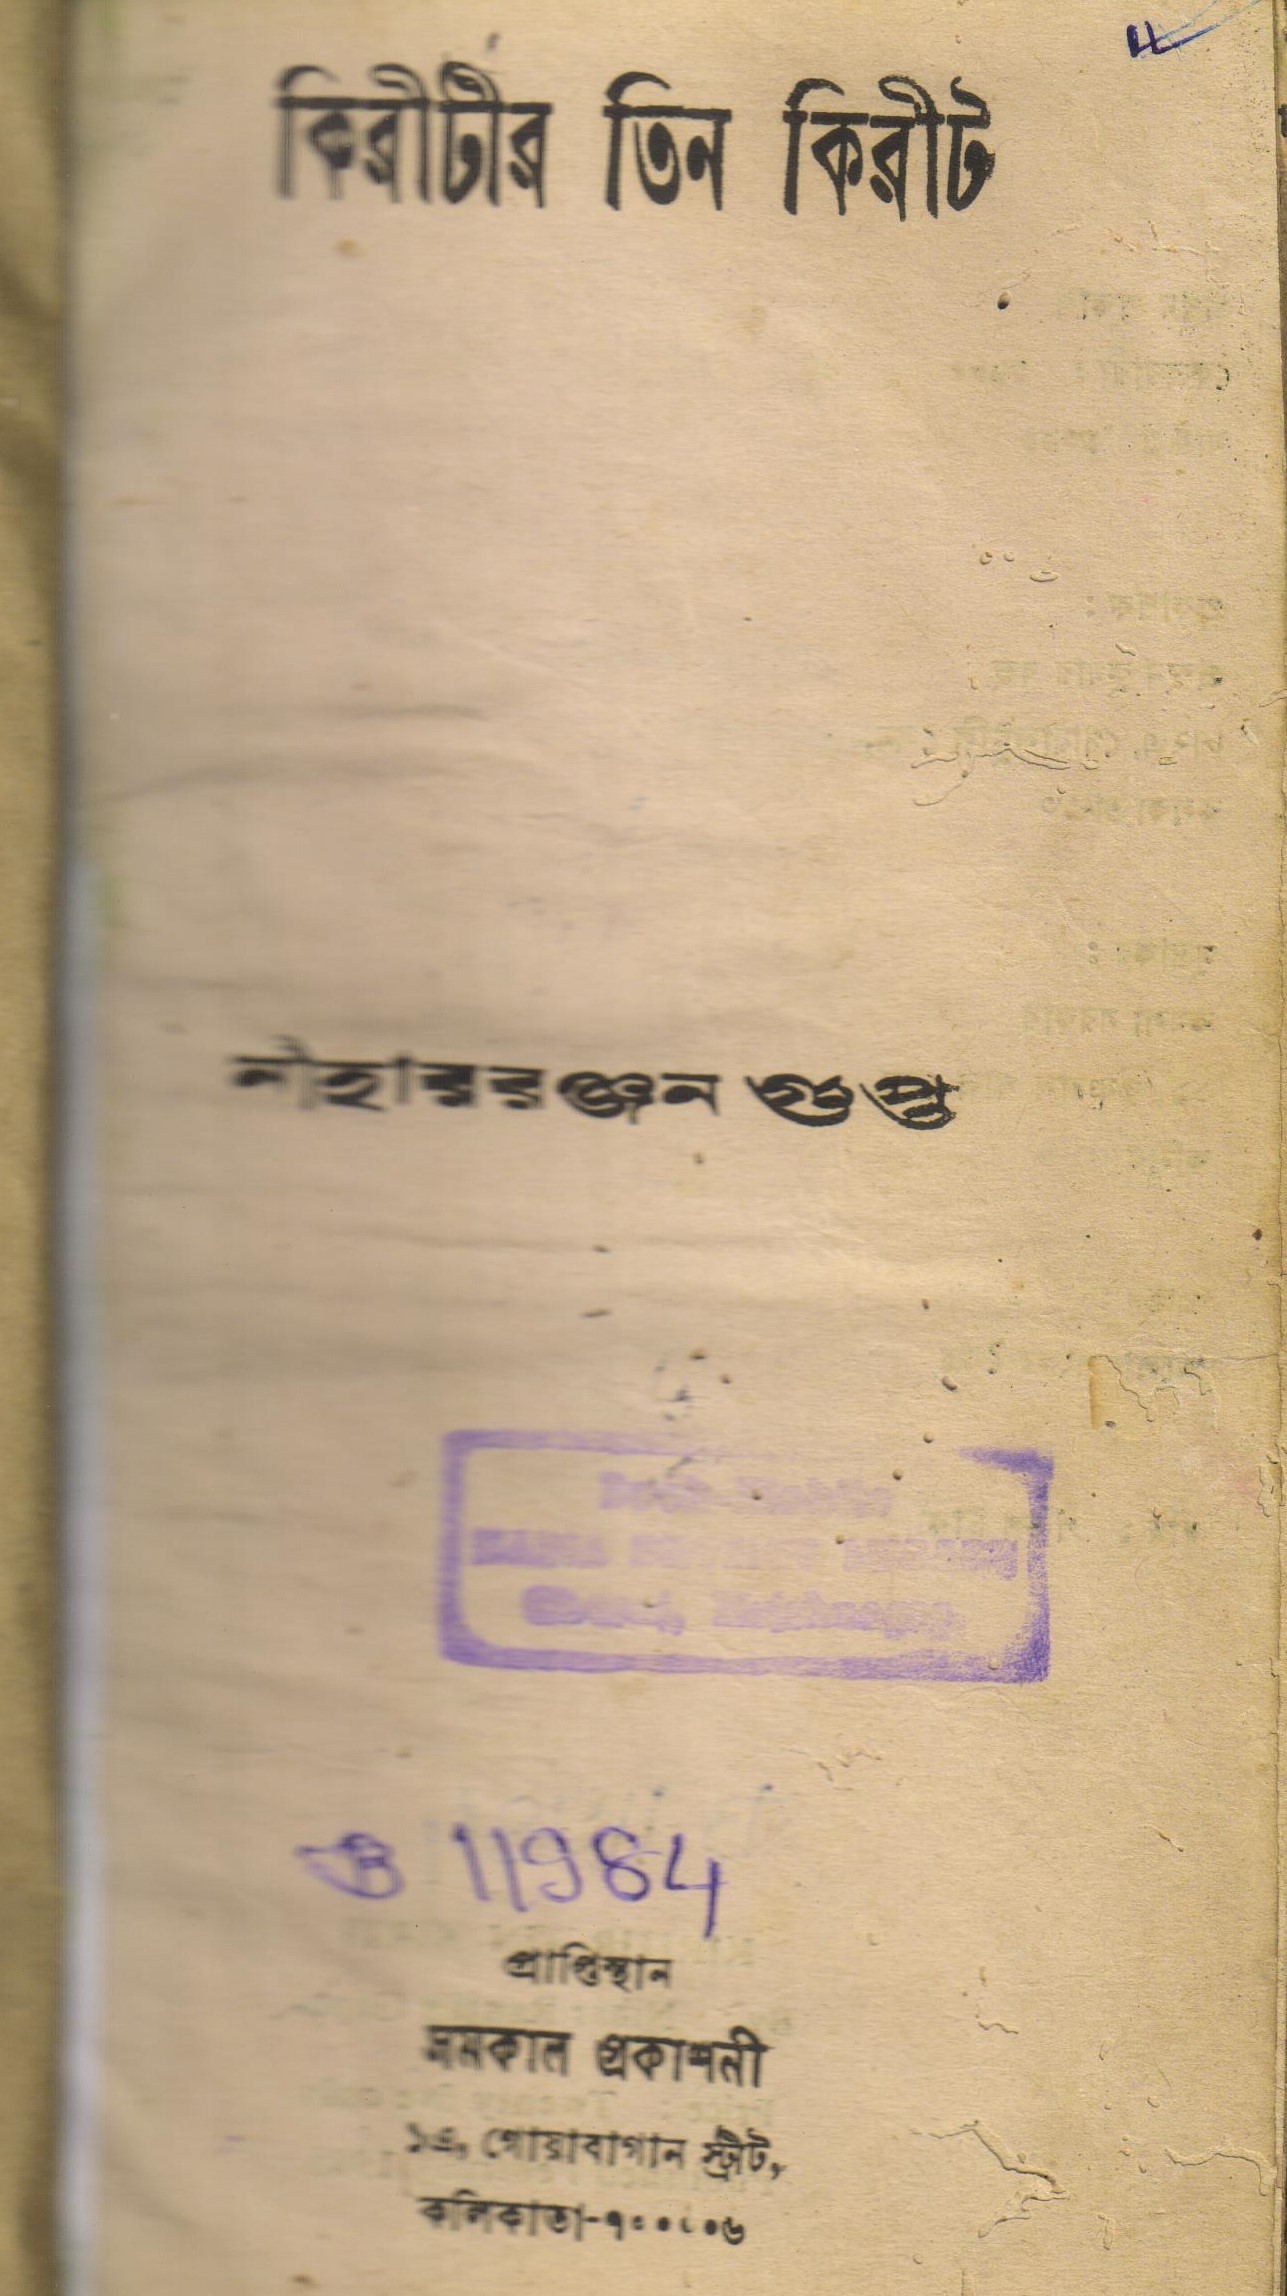 কিরীটীর তিন কিরীট
নীহাররঞ্জন গুপ্ত
11984
প্রাপ্তিস্থান
সমকাল প্রকাশনী
১এ, গোয়াবাগান স্ট্রীট,
কলিকাতা-৭০০০০৬